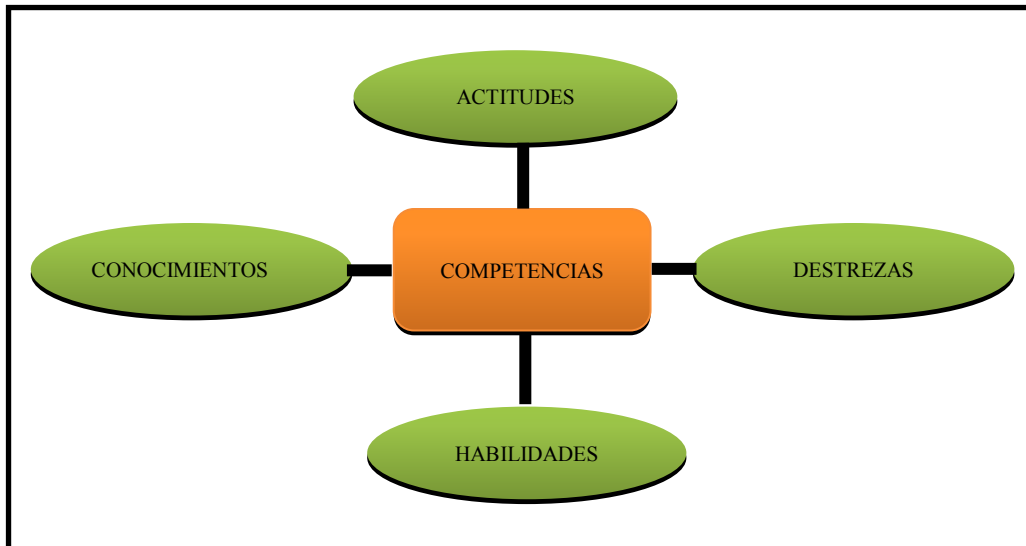 ACTITUDES
CONOCIMIENTOS
COMPETENCIAS
DESTREZAS
HABILIDADES